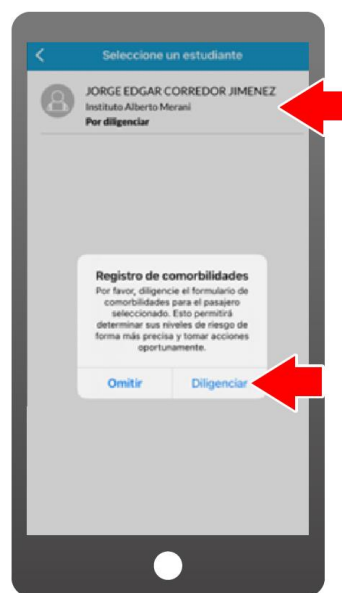 Seleccione un estudiante
JORGE EDGAR CORREDOR JIMENEZ
Instituto Alberto Merani
Por diligenciar
Registro de comorbilidades
Por favor, diligencie el formulario de
comorbilidades para el pasajero
seleccionado. Esto permitirá
determinar sus niveles de riesgo de
forma más precisa y tomar acciones
oportunamente.
Omitir Diligenciar